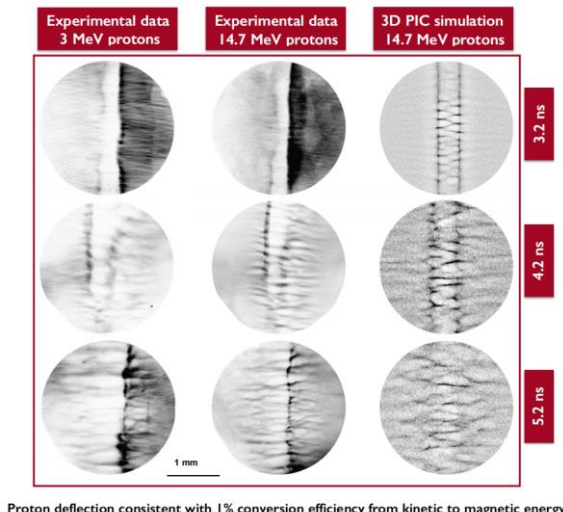 Experimental data
3 MeV protons
Experimental data
14.7 MeV protons
3D PIC simulation
14.7 MeV protons
3.2 ns
4.2 ns
5.2 ns
1 mm
Proton deflection consistent with 1% conversion efficiency from kinetic to magnetic energy